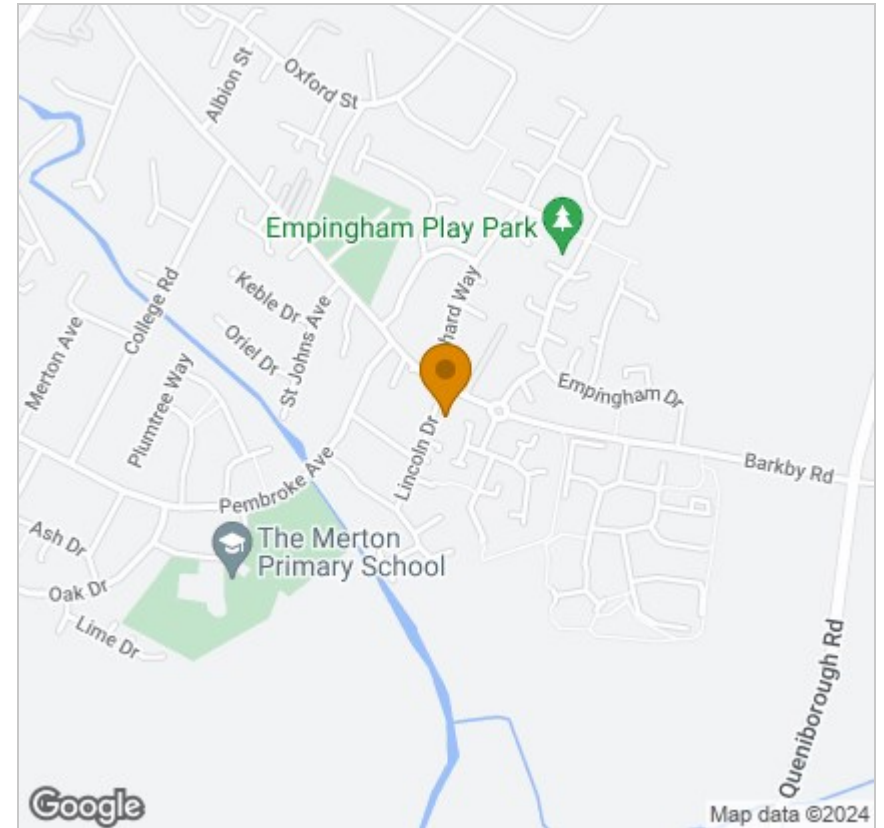 Albion St
Oxford St
Empingham Play Park
Keble Dr
College Rd
St Johns Ave
Oriel Dr
Merton Ave
Plumtree Way
Empingham Dr
Lincoln Dr
Barkby Rd
Pembroke Ave
Ash Dr
The Merton
Primary School
Oak Dr
Lime Dr
Queniborough Rd
Google
Map data ©2024